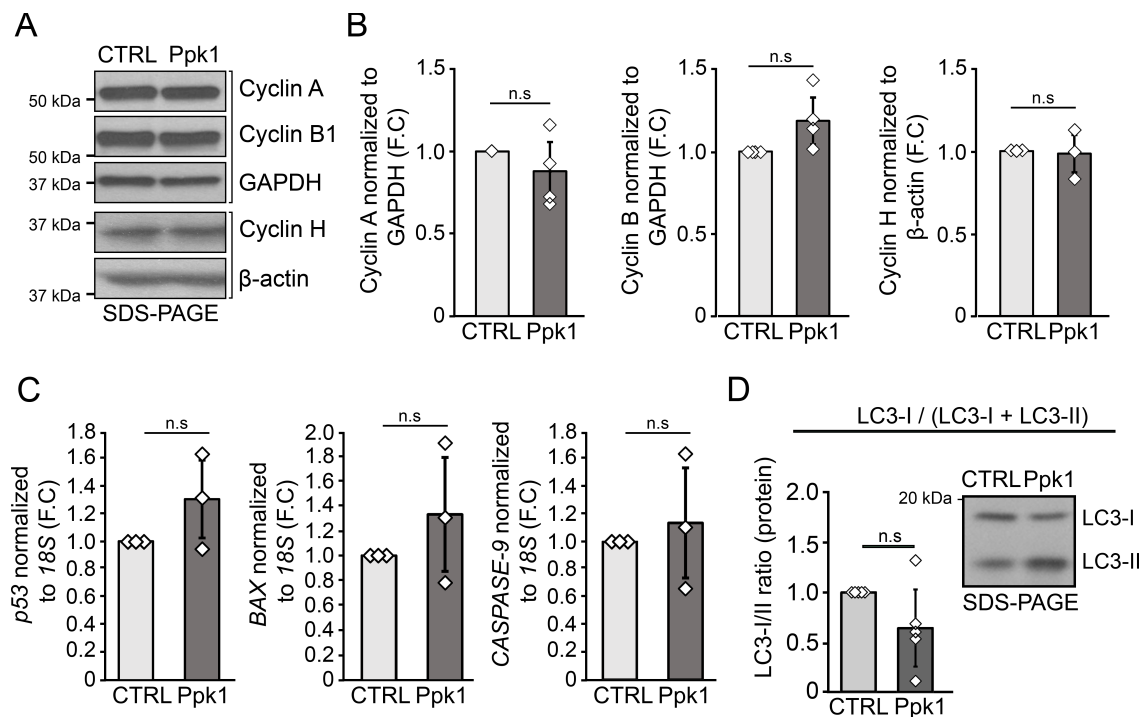 A
CTRL Ppk1
50 kDa
Cyclin A
Cyclin B1
50 kDa
37 kDa
GAPDH
37 kDa
Cyclin H
β-actin
37 kDa
SDS-PAGE
B
Cyclin A normalized to
GAPDH (F.C)
1.5
1.0
0.5
0
n.s
CTRL Ppk1
Cyclin B normalized to
GAPDH (F.C)
1.5
1.0
0.5
0
n.s
CTRL Ppk1
Cyclin H normalized to
β-actin (F.C)
1.5
1.0
0.5
0
n.s
CTRL Ppk1
C
p53 normalized
to 18S (F.C)
1.8
1.6
1.4
1.2
1.0
0.8
0.6
0.4
0.2
0
n.s
CTRL Ppk1
BAX normalized
to 18S (F.C)
2.0
1.8
1.6
1.4
1.2
1.0
0.8
0.6
0.4
0.2
0
n.s
CTRL Ppk1
CASPASE-9 normalized
to 18S (F.C)
1.8
1.6
1.4
1.2
1.0
0.8
0.6
0.4
0.2
0
n.s
CTRL Ppk1
D
LC3-I / (LC3-I + LC3-II)
LC3-I/II ratio (protein)
2.0
1.5
1.0
0.5
0
n.s
CTRL Ppk1
CTRL Ppk1
20 kDa
LC3-I
LC3-II
SDS-PAGE